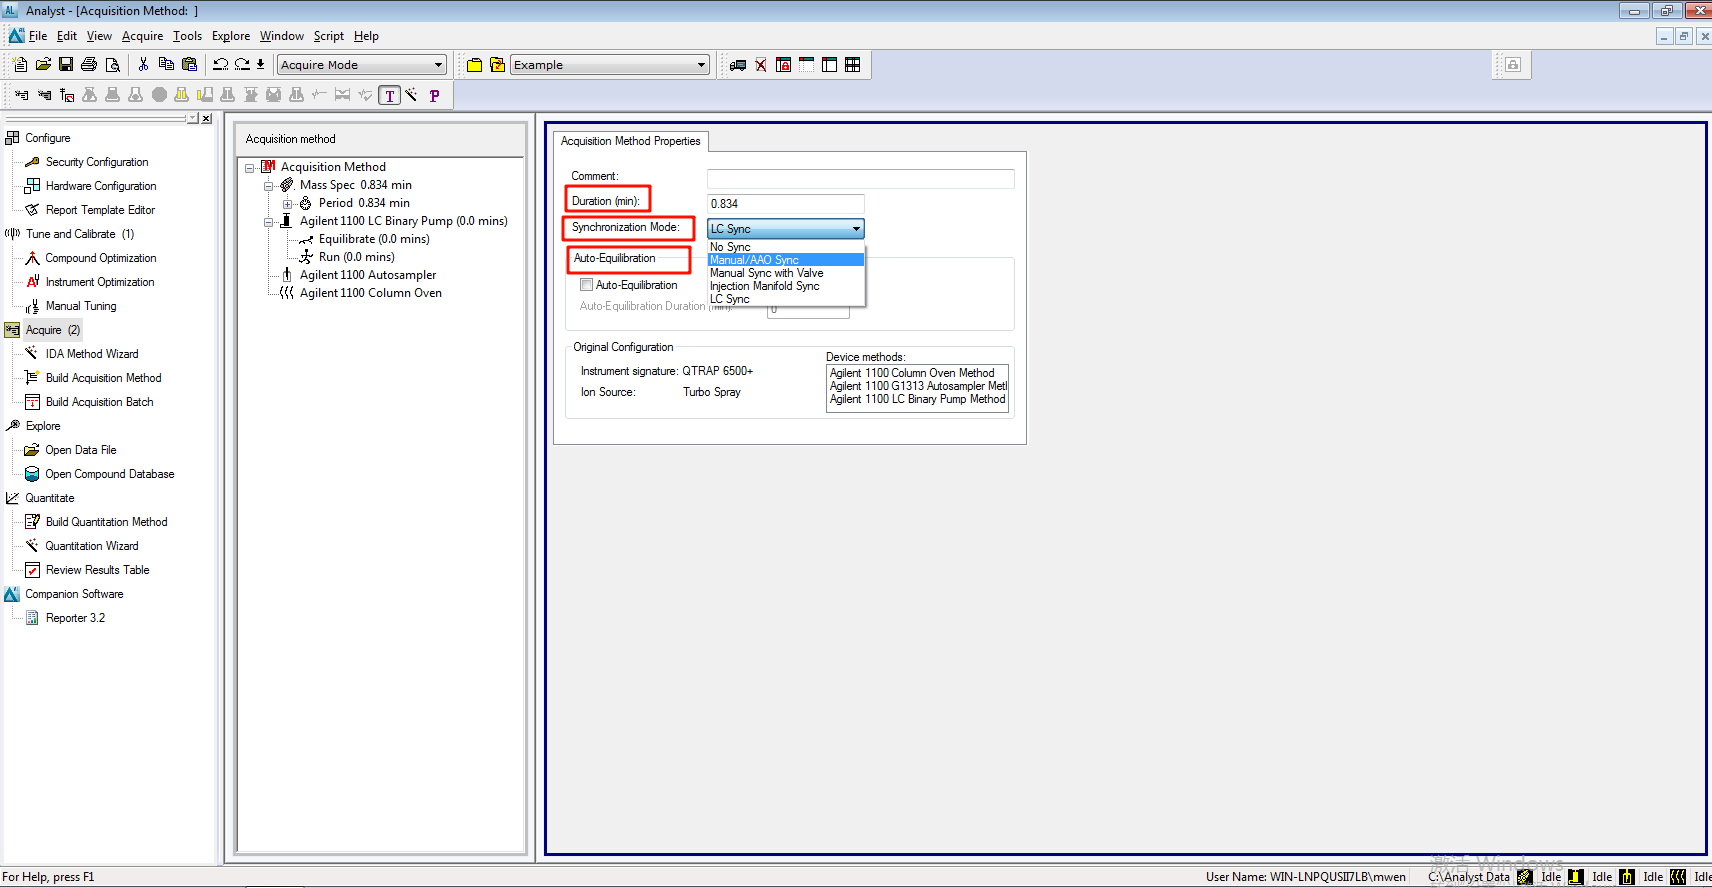 Analyst - [Acquisition Method: ]
File Edit View Acquire Tools Explore Window Script Help
Acquire Mode Example
T P
Configure
Security Configuration
Hardware Configuration
Report Template Editor
Tune and Calibrate (1)
Compound Optimization
Instrument Optimization
Manual Tuning
Acquire (2)
IDA Method Wizard
Build Acquisition Method
Build Acquisition Batch
Explore
Open Data File
Open Compound Database
Quantitate
Build Quantitation Method
Quantitation Wizard
Review Results Table
Companion Software
Reporter 3.2
Acquisition method
Acquisition Method
Mass Spec 0.834 min
Period 0.834 min
Agilent 1100 LC Binary Pump (0.0 mins)
Equilibrate (0.0 mins)
Run (0.0 mins)
Agilent 1100 Autosampler
Agilent 1100 Column Oven
Acquisition Method Properties
Comment:
Duration (min): 0.834
Synchronization Mode: LC Sync
No Sync
Manual/AAO Sync
Manual Sync with Valve
Injection Manifold Sync
LC Sync
Auto-Equilibration
Auto-Equilibration
Auto-Equilibration Duration (min): 0
Original Configuration
Instrument signature: QTRAP 6500+
Ion Source: Turbo Spray
Device methods:
Agilent 1100 Column Oven Method
Agilent 1100 G1313 Autosampler Metl
Agilent 1100 LC Binary Pump Method
激活 Windows
For Help, press F1
User Name: WIN-LNPQUSII7LB\mwen C:\Analyst Data Idle Idle Idle Idle